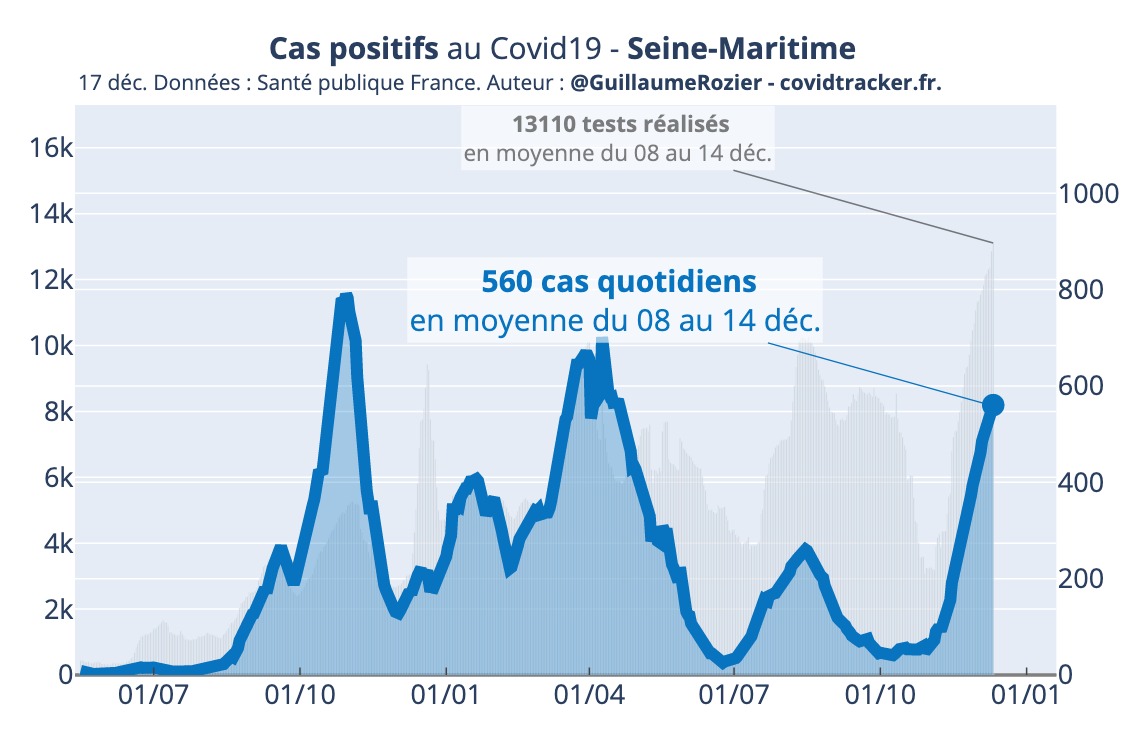 Cas positifs au Covid19 - Seine-Maritime
17 déc. Données : Santé publique France. Auteur : @GuillaumeRozier - covidtracker.fr.
13110 tests réalisés
en moyenne du 08 au 14 déc.
560 cas quotidiens
en moyenne du 08 au 14 déc.
16k
14k
12k
10k
8k
6k
4k
2k
0
1000
800
600
400
200
0
01/07
01/10
01/01
01/04
01/07
01/10
01/01